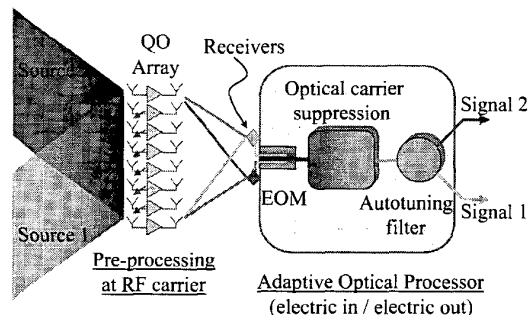 Source
QO
Array
Receivers
Optical carrier
suppression
Signal 2
EOM
Autotuning
filter
Signal 1
Source 1
Pre-processing
at RF carrier
Adaptive Optical Processor
(electric in / electric out)